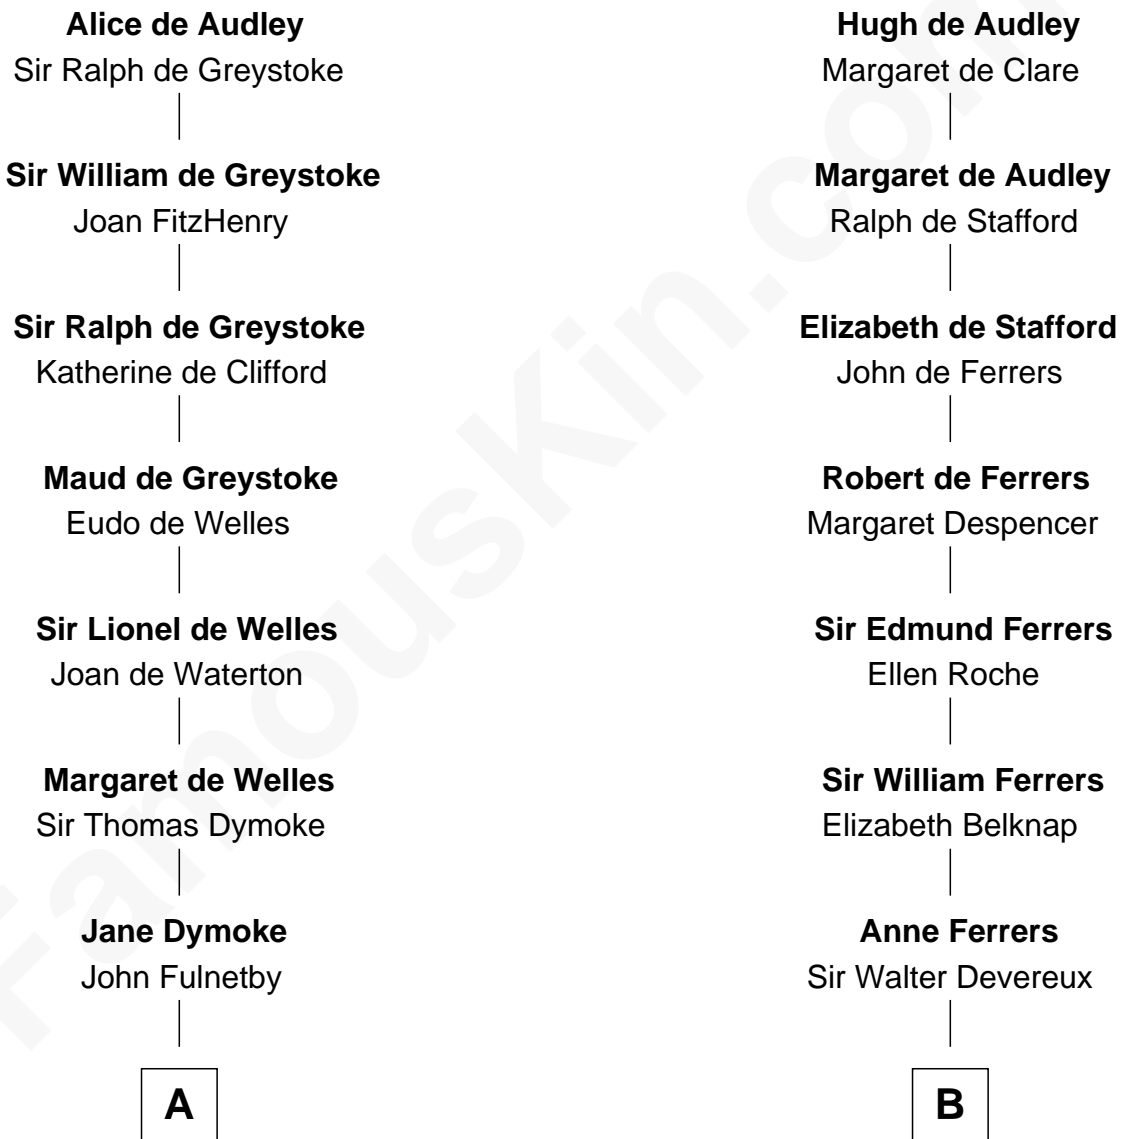 Alice de Audley
Sir Ralph de Greystoke
Sir William de Greystoke
Joan FitzHenry
Sir Ralph de Greystoke
Katherine de Clifford
Maud de Greystoke
Eudo de Welles
Sir Lionel de Welles
Joan de Waterton
Margaret de Welles
Sir Thomas Dymoke
Jane Dymoke
John Fulnetby
A
Hugh de Audley
Margaret de Clare
Margaret de Audley
Ralph de Stafford
Elizabeth de Stafford
John de Ferrers
Robert de Ferrers
Margaret Despencer
Sir Edmund Ferrers
Ellen Roche
Sir William Ferrers
Elizabeth Belknap
Anne Ferrers
Sir Walter Devereux
B
FamousKin.com